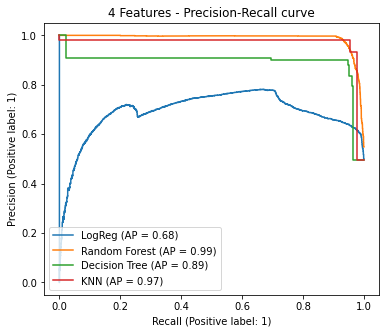 4 Features - Precision-Recall curve
Precision (Positive label: 1)
1.0
0.8
0.6
0.4
0.2
0.0
LogReg (AP = 0.68)
Random Forest (AP = 0.99)
Decision Tree (AP = 0.89)
KNN (AP = 0.97)
0.0 0.2 0.4 0.6 0.8 1.0
Recall (Positive label: 1)